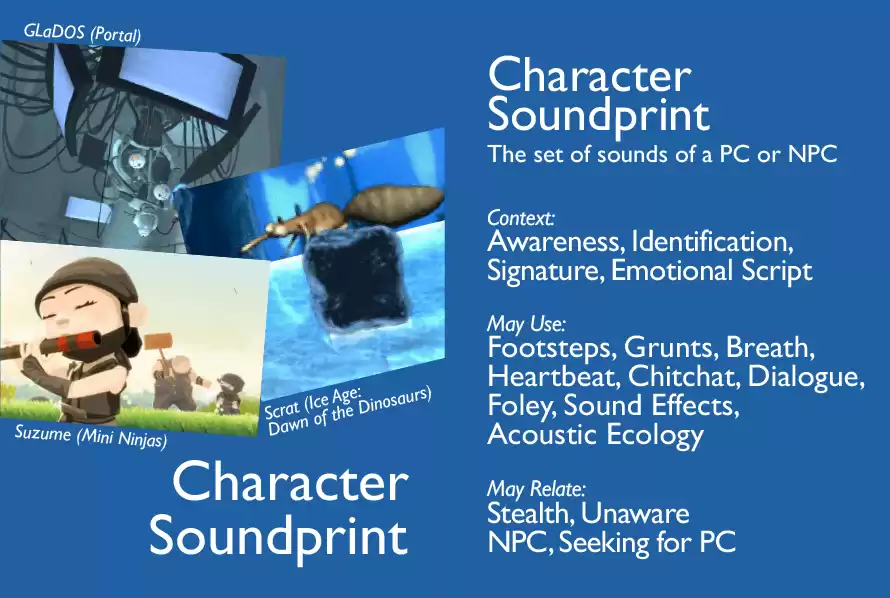 GLaDOS (Portal)
Suzume (Mini Ninjas)
Scrat (Ice Age:
Dawn of the Dinosaurs)
Character
Soundprint
Character
Soundprint
The set of sounds of a PC or NPC
Context:
Awareness, Identification,
Signature, Emotional Script
May Use:
Footsteps, Grunts, Breath,
Heartbeat, Chitchat, Dialogue,
Foley, Sound Effects,
Acoustic Ecology
May Relate:
Stealth, Unaware
NPC, Seeking for PC